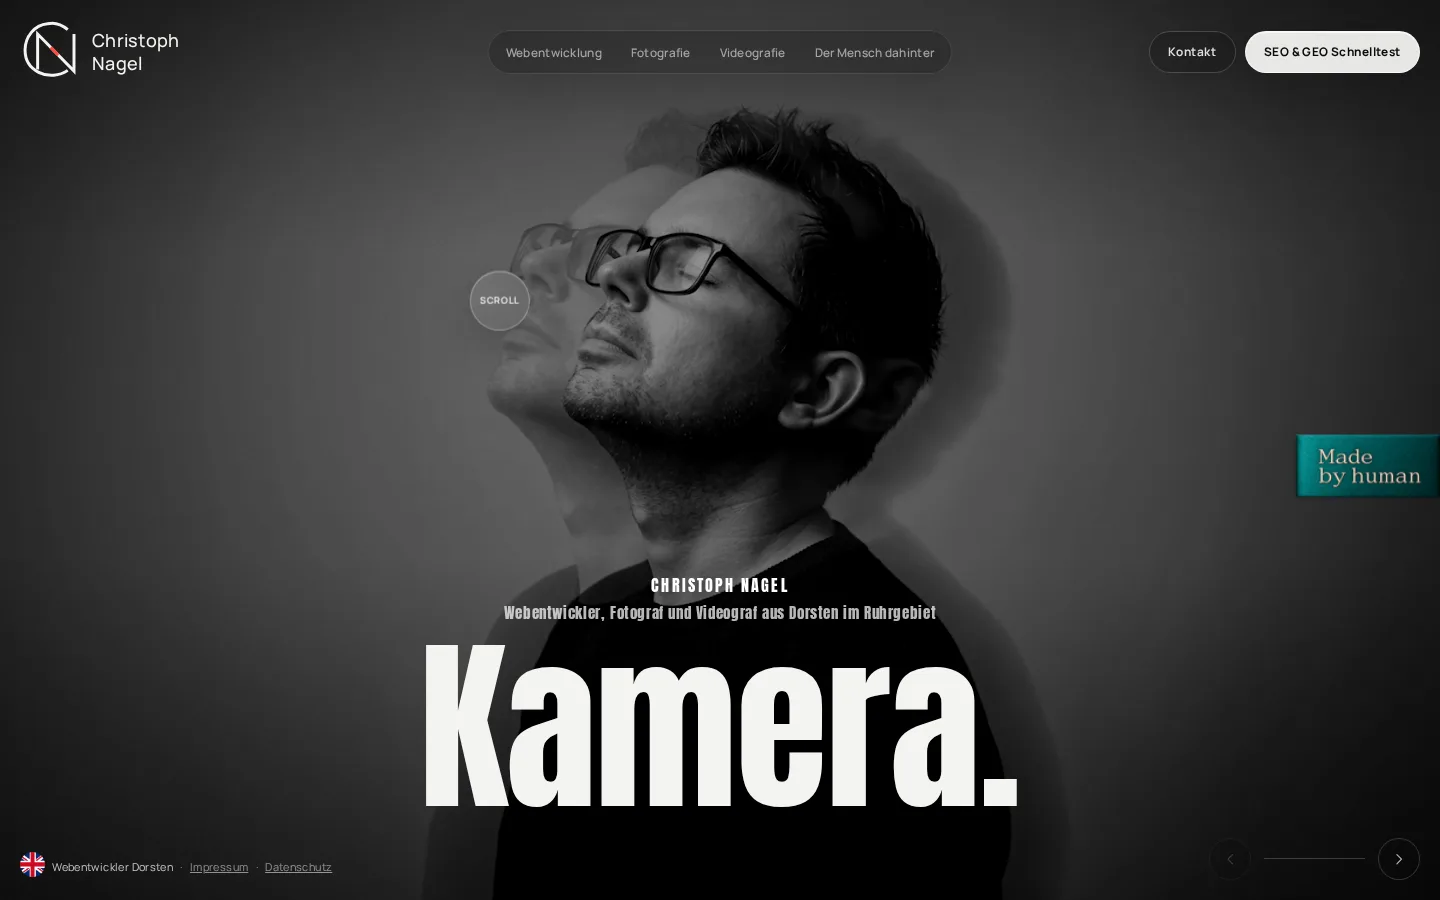 Christoph
Nagel
Webentwicklung
Fotografie
Videografie
Der Mensch dahinter
Kontakt
SEO & GEO Schnelltest
SCROLL
Made
by human
CHRISTOPH NAGEL
Webentwickler, Fotograf und Videograf aus Dorsten im Ruhrgebiet
Kamera.
Webentwickler Dorsten · Impressum · Datenschutz